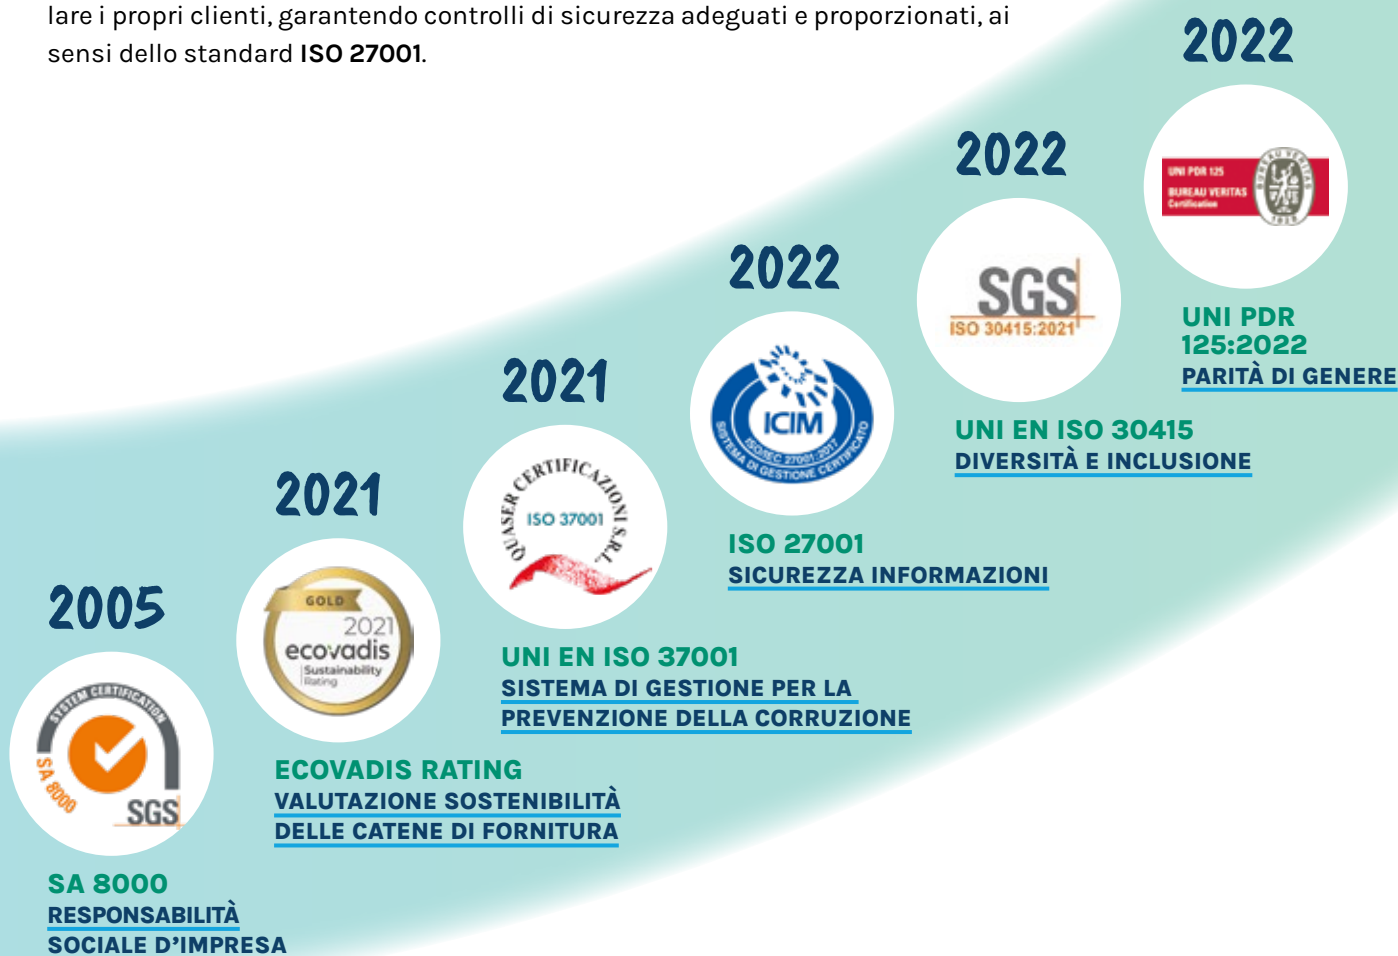 lare i propri clienti, garantendo controlli di sicurezza adeguati e proporzionati, ai
sensi dello standard ISO 27001.
2005
SYSTEM CERTIFICATION
SA 8000
SGS
SA 8000
RESPONSABILITÀ
SOCIALE D’IMPRESA
2021
GOLD
2021
ecovadis
Sustainability
Rating
ECOVADIS RATING
VALUTAZIONE SOSTENIBILITÀ
DELLE CATENE DI FORNITURA
2021
QUASER CERTIFICAZIONI S.R.L.
ISO 37001
UNI EN ISO 37001
SISTEMA DI GESTIONE PER LA
PREVENZIONE DELLA CORRUZIONE
2022
ICIM
ISO/IEC 27001:2017
SISTEMA DI GESTIONE CERTIFICATO
ISO 27001
SICUREZZA INFORMAZIONI
2022
SGS
ISO 30415:2021
UNI EN ISO 30415
DIVERSITÀ E INCLUSIONE
2022
UNI PDR 125
BUREAU VERITAS
Certification
BUREAU VERITAS
1828
UNI PDR
125:2022
PARITÀ DI GENERE